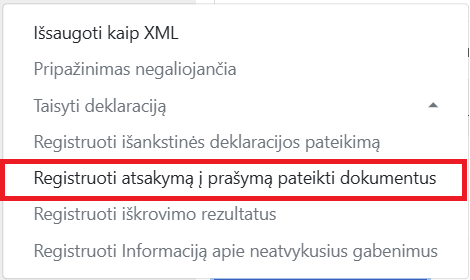 Išsaugoti kaip XML
Pripažinimas negaliojančia
Taisyti deklaraciją
Registruoti išankstinės deklaracijos pateikimą
Registruoti atsakymą į prašymą pateikti dokumentus
Registruoti iškrovimo rezultatus
Registruoti Informaciją apie neatvykusius gabenimus